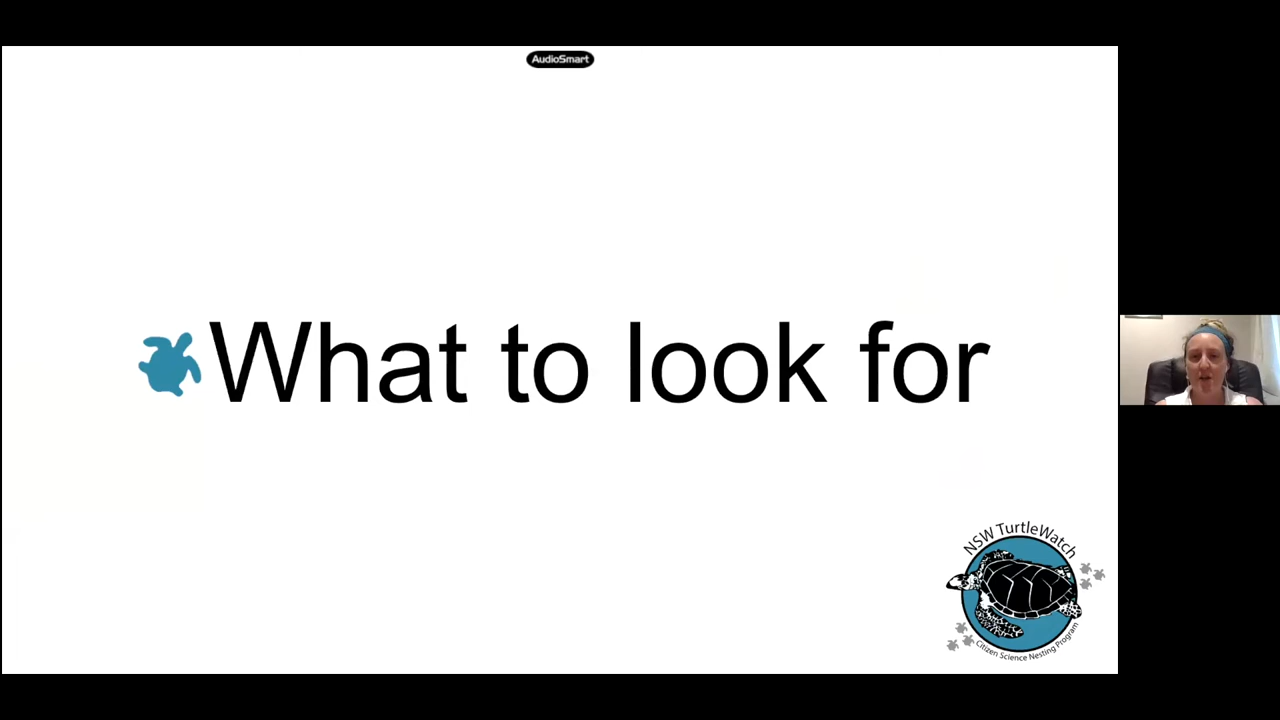 AudioSmart
What to look for
NSW TurtleWatch
Citizen Science Nesting Program